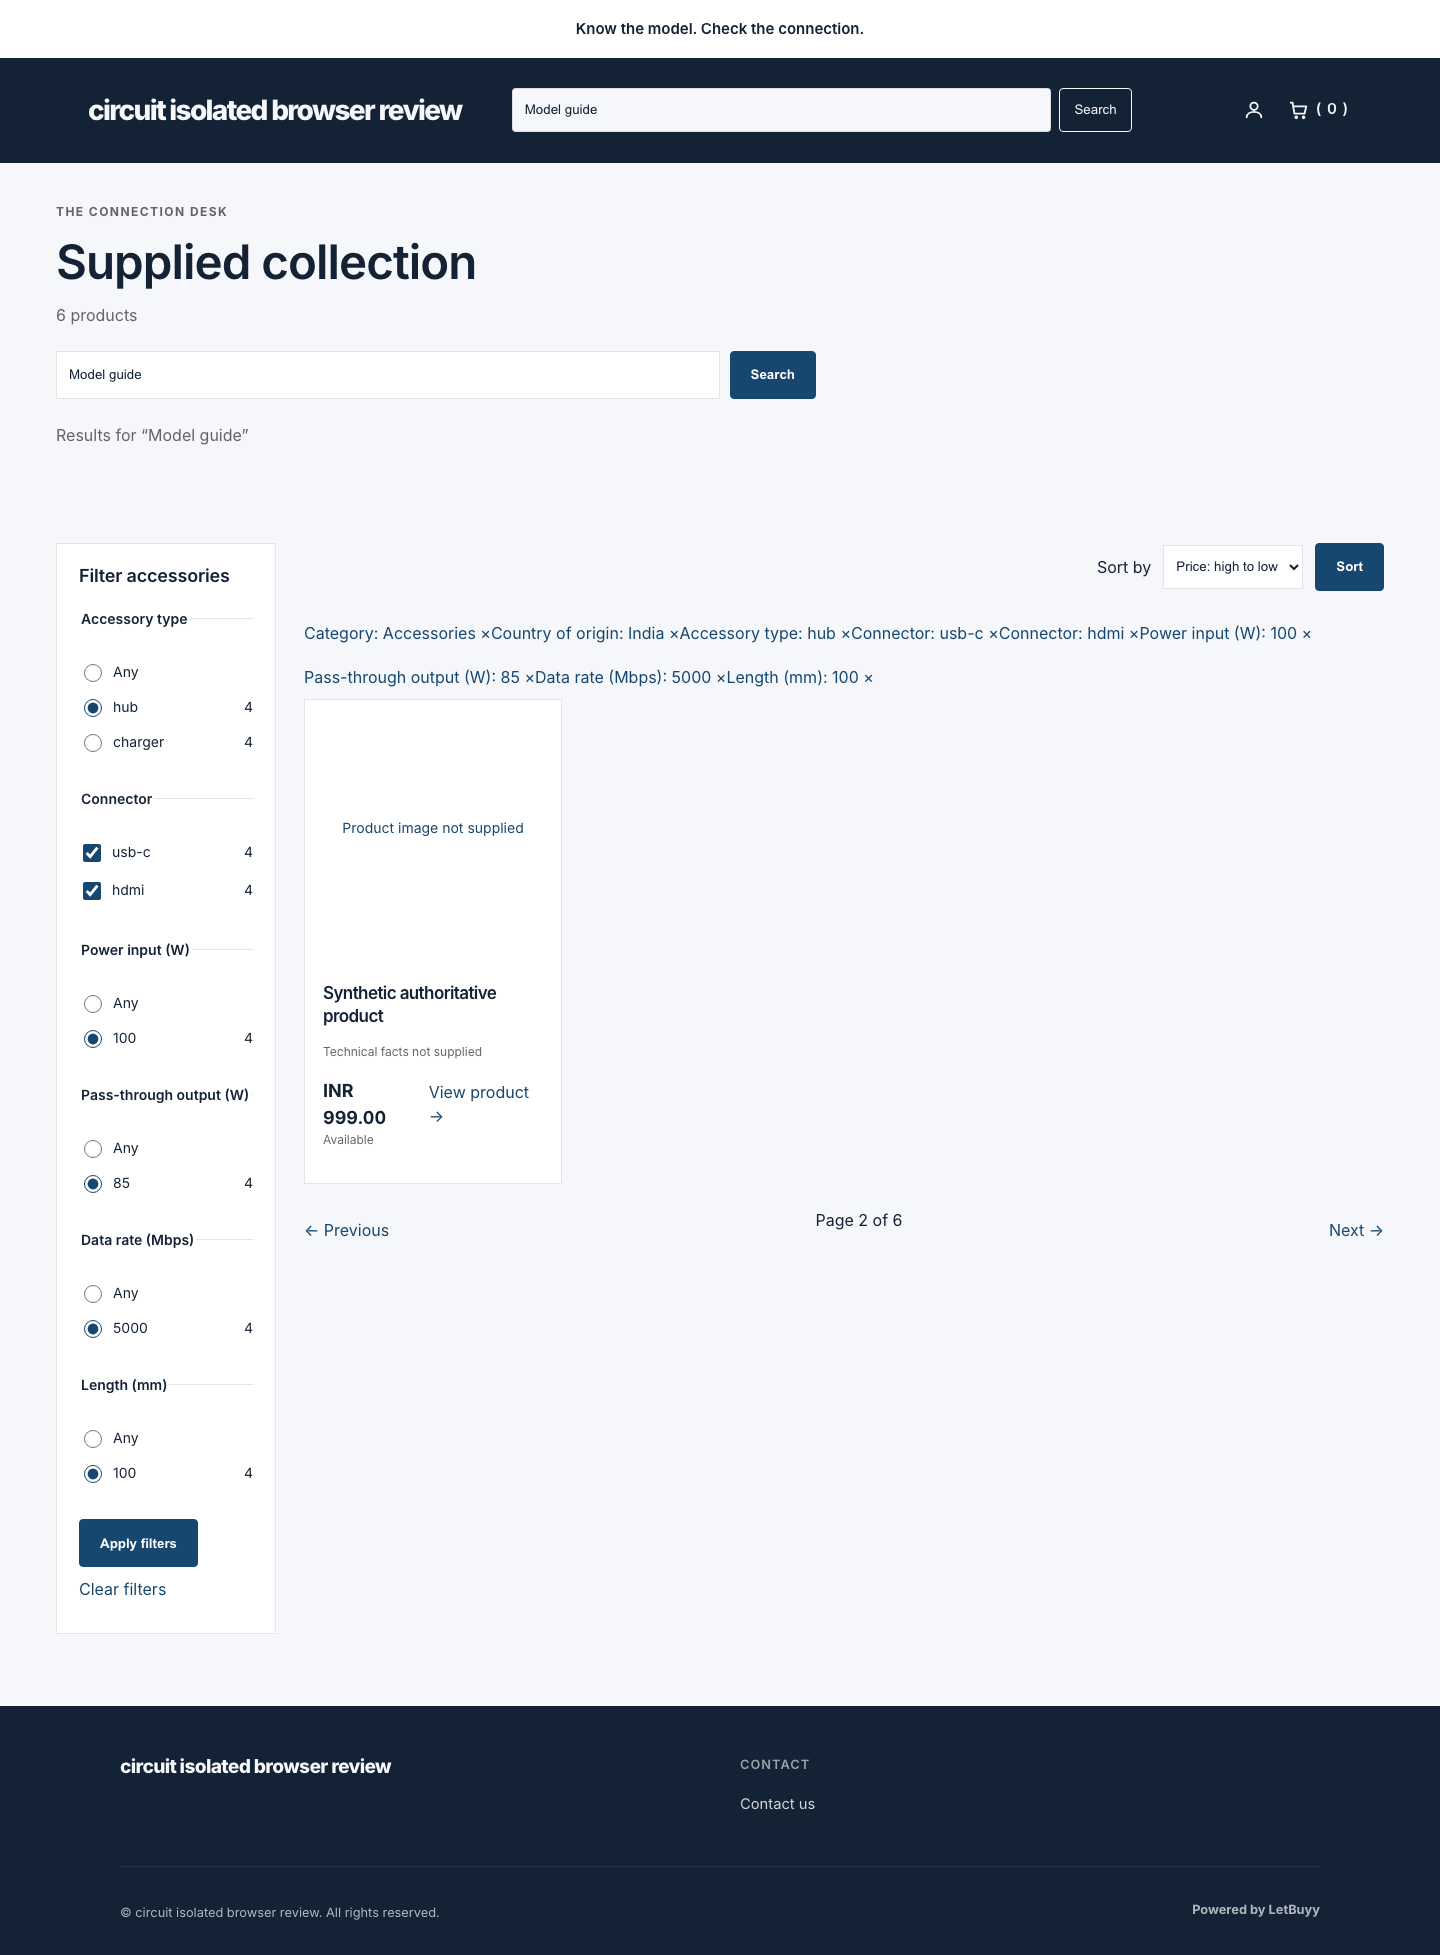 Know the model. Check the connection.
circuit isolated browser review
Model guide
Search
( 0 )
THE CONNECTION DESK
Supplied collection
6 products
Model guide
Search
Results for “Model guide”
Filter accessories
Accessory type
Any
hub 4
charger 4
Connector
usb-c 4
hdmi 4
Power input (W)
Any
100 4
Pass-through output (W)
Any
85 4
Data rate (Mbps)
Any
5000 4
Length (mm)
Any
100 4
Apply filters
Clear filters
Sort by Price: high to low Sort
Category: Accessories ×Country of origin: India ×Accessory type: hub ×Connector: usb-c ×Connector: hdmi ×Power input (W): 100 ×
Pass-through output (W): 85 ×Data rate (Mbps): 5000 ×Length (mm): 100 ×
Product image not supplied
Synthetic authoritative
product
Technical facts not supplied
INR
999.00
Available
View product
→
← Previous
Page 2 of 6
Next →
circuit isolated browser review
CONTACT
Contact us
© circuit isolated browser review. All rights reserved.
Powered by LetBuyy